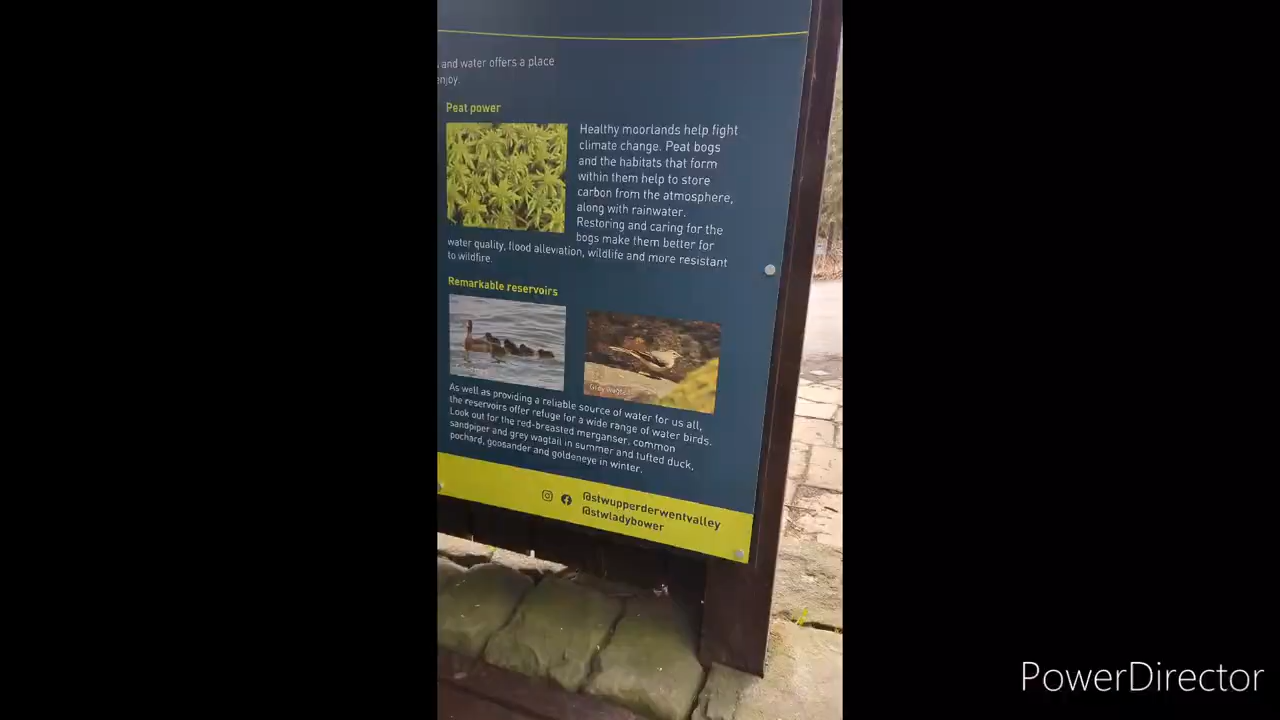 and water offers a place
enjoy.
Peat power
Healthy moorlands help fight
climate change. Peat bogs
and the habitats that form
within them help to store
carbon from the atmosphere,
along with rainwater.
Restoring and caring for the
bogs make them better for
water quality, flood alleviation, wildlife and more resistant
to wildfire.
Remarkable reservoirs
Grey wagtail
As well as providing a reliable source of water for us all,
the reservoirs offer refuge for a wide range of water birds.
Look out for the red-breasted merganser, common
sandpiper and grey wagtail in summer and tufted duck,
pochard, goosander and goldeneye in winter.
@stwupperderwentvalley
@stwladybower
PowerDirector